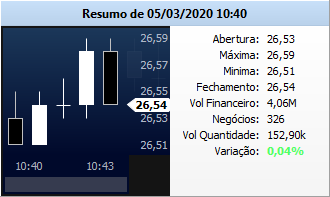 Resumo de 05/03/2020 10:40
26,59
26,57
26,56
26,54
26,53
26,51
10:40 10:43
Abertura: 26,53
Máxima: 26,59
Minima: 26,51
Fechamento: 26,54
Vol Financeiro: 4,06M
Negócios: 326
Vol Quantidade: 152,90k
Variação: 0,04%